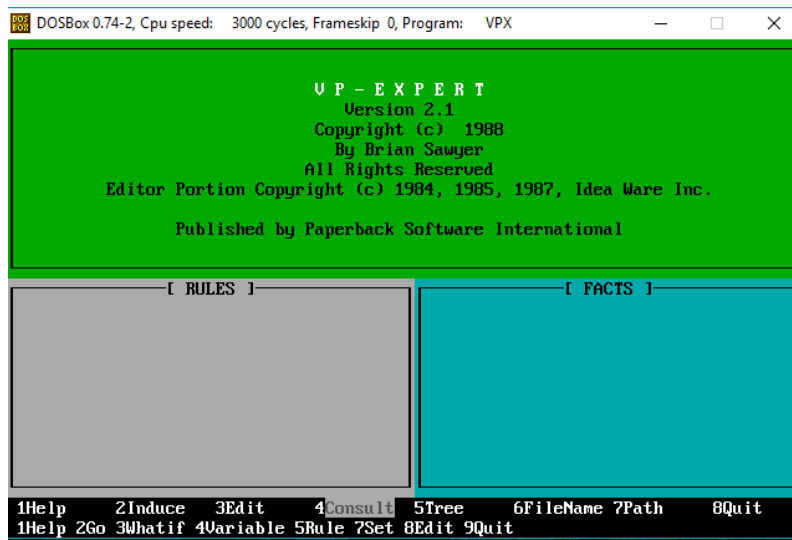 DOSBox 0.74-2, Cpu speed: 3000 cycles, Frameskip 0, Program: VPX
V P - E X P E R T
Version 2.1
Copyright (c) 1988
By Brian Sawyer
All Rights Reserved
Editor Portion Copyright (c) 1984, 1985, 1987, Idea Ware Inc.
Published by Paperback Software International
[ RULES ]
[ FACTS ]
1Help 2Induce 3Edit 4Consult 5Tree 6FileName 7Path 8Quit
1Help 2Go 3Whatif 4Variable 5Rule 7Set 8Edit 9Quit